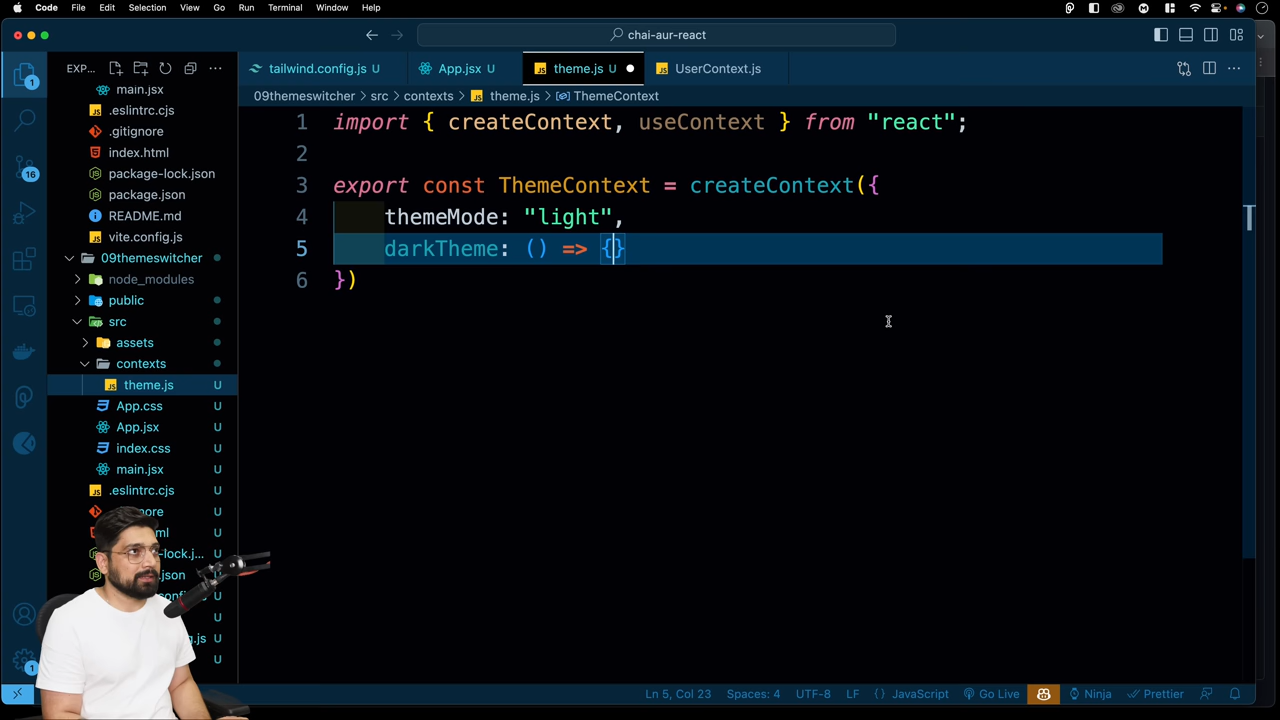 Code File Edit Selection View Go Run Terminal Window Help
chai-aur-react
EXP...
tailwind.config.js U
App.jsx U
theme.js U
UserContext.js
09themeswitcher > src > contexts > theme.js > ThemeContext
main.jsx
.eslintrc.cjs
.gitignore
index.html
package-lock.json
package.json
README.md
vite.config.js
09themeswitcher
node_modules
public
src
assets
contexts
theme.js U
App.css U
App.jsx U
index.css U
main.jsx U
.eslintrc.cjs U
U
U
U
U
U
U
U
1
16
1
1 import { createContext, useContext } from "react";
2
3 export const ThemeContext = createContext({
4 themeMode: "light",
5 darkTheme: () => {}
6 })
Ln 5, Col 23 Spaces: 4 UTF-8 LF {} JavaScript Go Live Ninja Prettier